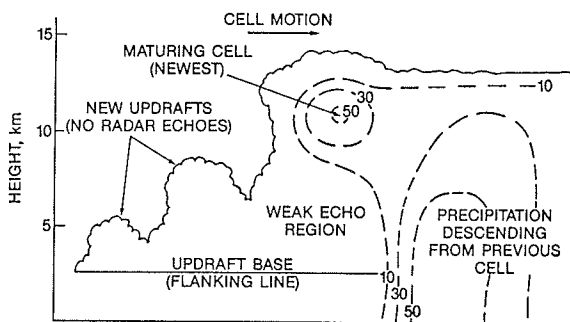 CELL MOTION
15
MATURING CELL
(NEWEST)
30
50
10
NEW UPDRAFTS
(NO RADAR ECHOES)
10
HEIGHT, km
WEAK ECHO
REGION
PRECIPITATION
DESCENDING
FROM PREVIOUS
CELL
5
UPDRAFT BASE
(FLANKING LINE)
10
30
50